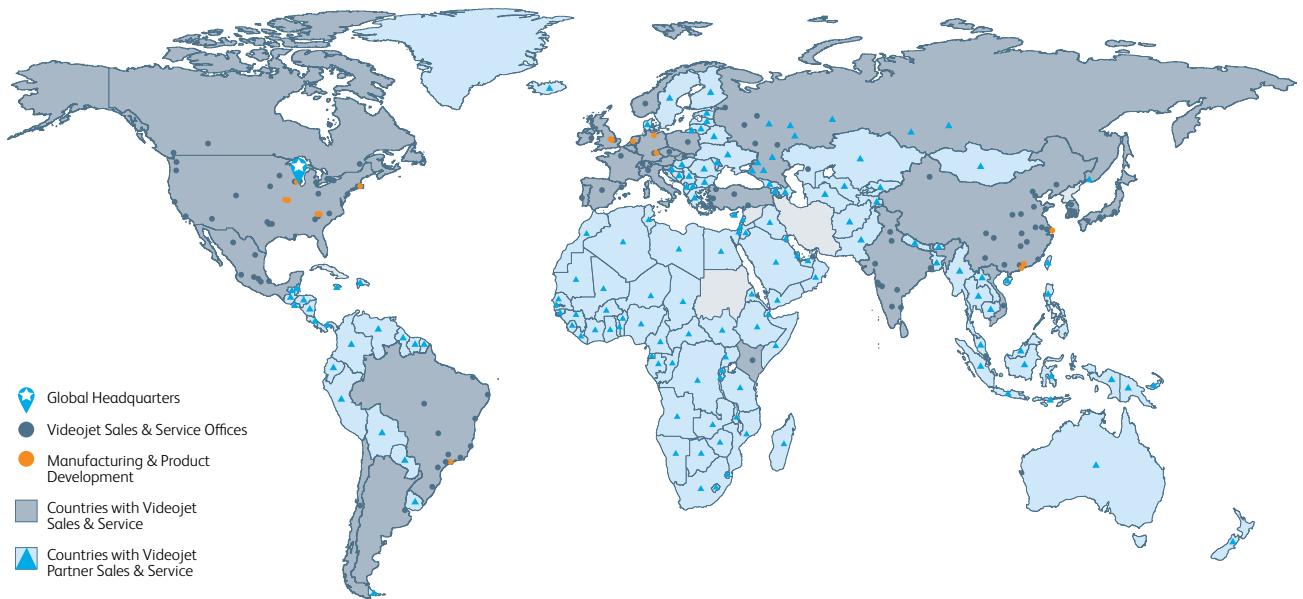 Global Headquarters
Videojet Sales & Service Offices
Manufacturing & Product
Development
Countries with Videojet
Sales & Service
Countries with Videojet
Partner Sales & Service